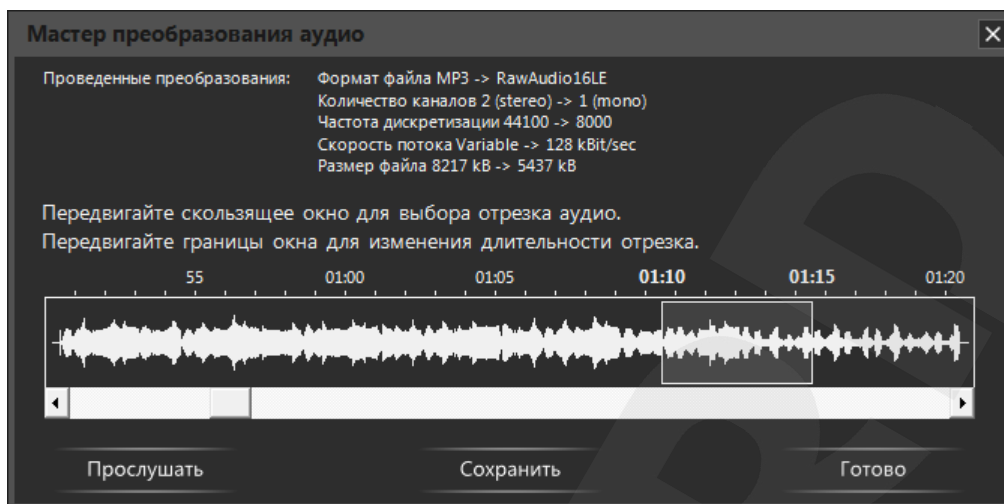 Мастер преобразования аудио
Проведенные преобразования: Формат файла MP3 -> RawAudio16LE
Количество каналов 2 (stereo) -> 1 (mono)
Частота дискретизации 44100 -> 8000
Скорость потока Variable -> 128 kBit/sec
Размер файла 8217 kB -> 5437 kB
Передвигайте скользящее окно для выбора отрезка аудио.
Передвигайте границы окна для изменения длительности отрезка.
55 01:00 01:05 01:10 01:15 01:20
Прослушать Сохранить Готово